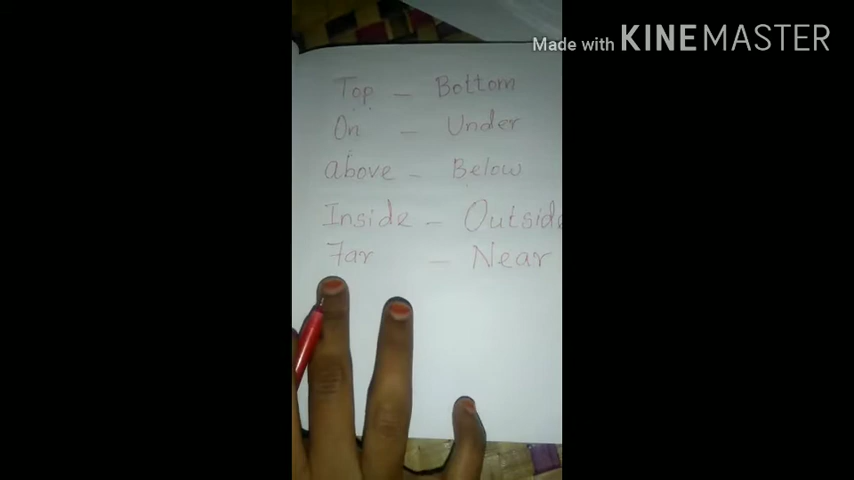 Made with KINEMASTER
Top - Bottom
On - Under
above - Below
Inside - Outside
Far - Near